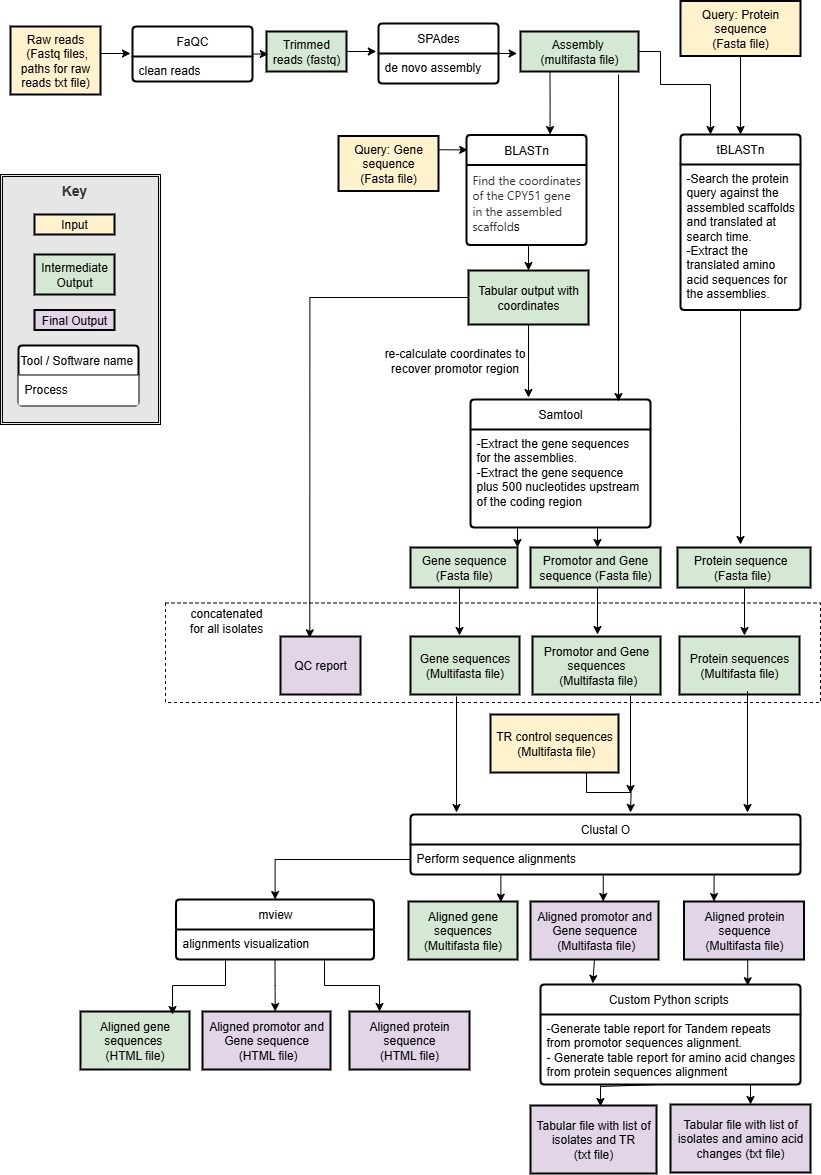 Raw reads
(Fastq files,
paths for raw
reads txt file)
FaQC
clean reads
Trimmed
reads (fastq)
SPAdes
de novo assembly
Assembly
(multifasta file)
Query: Protein
sequence
(Fasta file)
Query: Gene
sequence
(Fasta file)
BLASTn
Find the coordinates
of the CPY51 gene
in the assembled
scaffolds
tBLASTn
-Search the protein
query against the
assembled scaffolds
and translated at
search time.
-Extract the
translated amino
acid sequences for
the assemblies.
Key
Input
Intermediate
Output
Final Output
Tool / Software name
Process
Tabular output with
coordinates
re-calculate coordinates to
recover promotor region
Samtool
-Extract the gene sequences
for the assemblies.
-Extract the gene sequence
plus 500 nucleotides upstream
of the coding region
Gene sequence
(Fasta file)
Promotor and Gene
sequence (Fasta file)
Protein sequence
(Fasta file)
concatenated
for all isolates
QC report
Gene sequences
(Multifasta file)
Promotor and Gene
sequences
(Multifasta file)
Protein sequences
(Multifasta file)
TR control sequences
(Multifasta file)
Clustal O
Perform sequence alignments
mview
alignments visualization
Aligned gene
sequences
(Multifasta file)
Aligned promotor and
Gene sequence
(Multifasta file)
Aligned protein
sequence
(Multifasta file)
Aligned gene
sequences
(HTML file)
Aligned promotor and
Gene sequence
(HTML file)
Aligned protein
sequence
(HTML file)
Custom Python scripts
-Generate table report for Tandem repeats
from promotor sequences alignment.
- Generate table report for amino acid changes
from protein sequences alignment
Tabular file with list of
isolates and TR
(txt file)
Tabular file with list of
isolates and amino acid
changes (txt file)